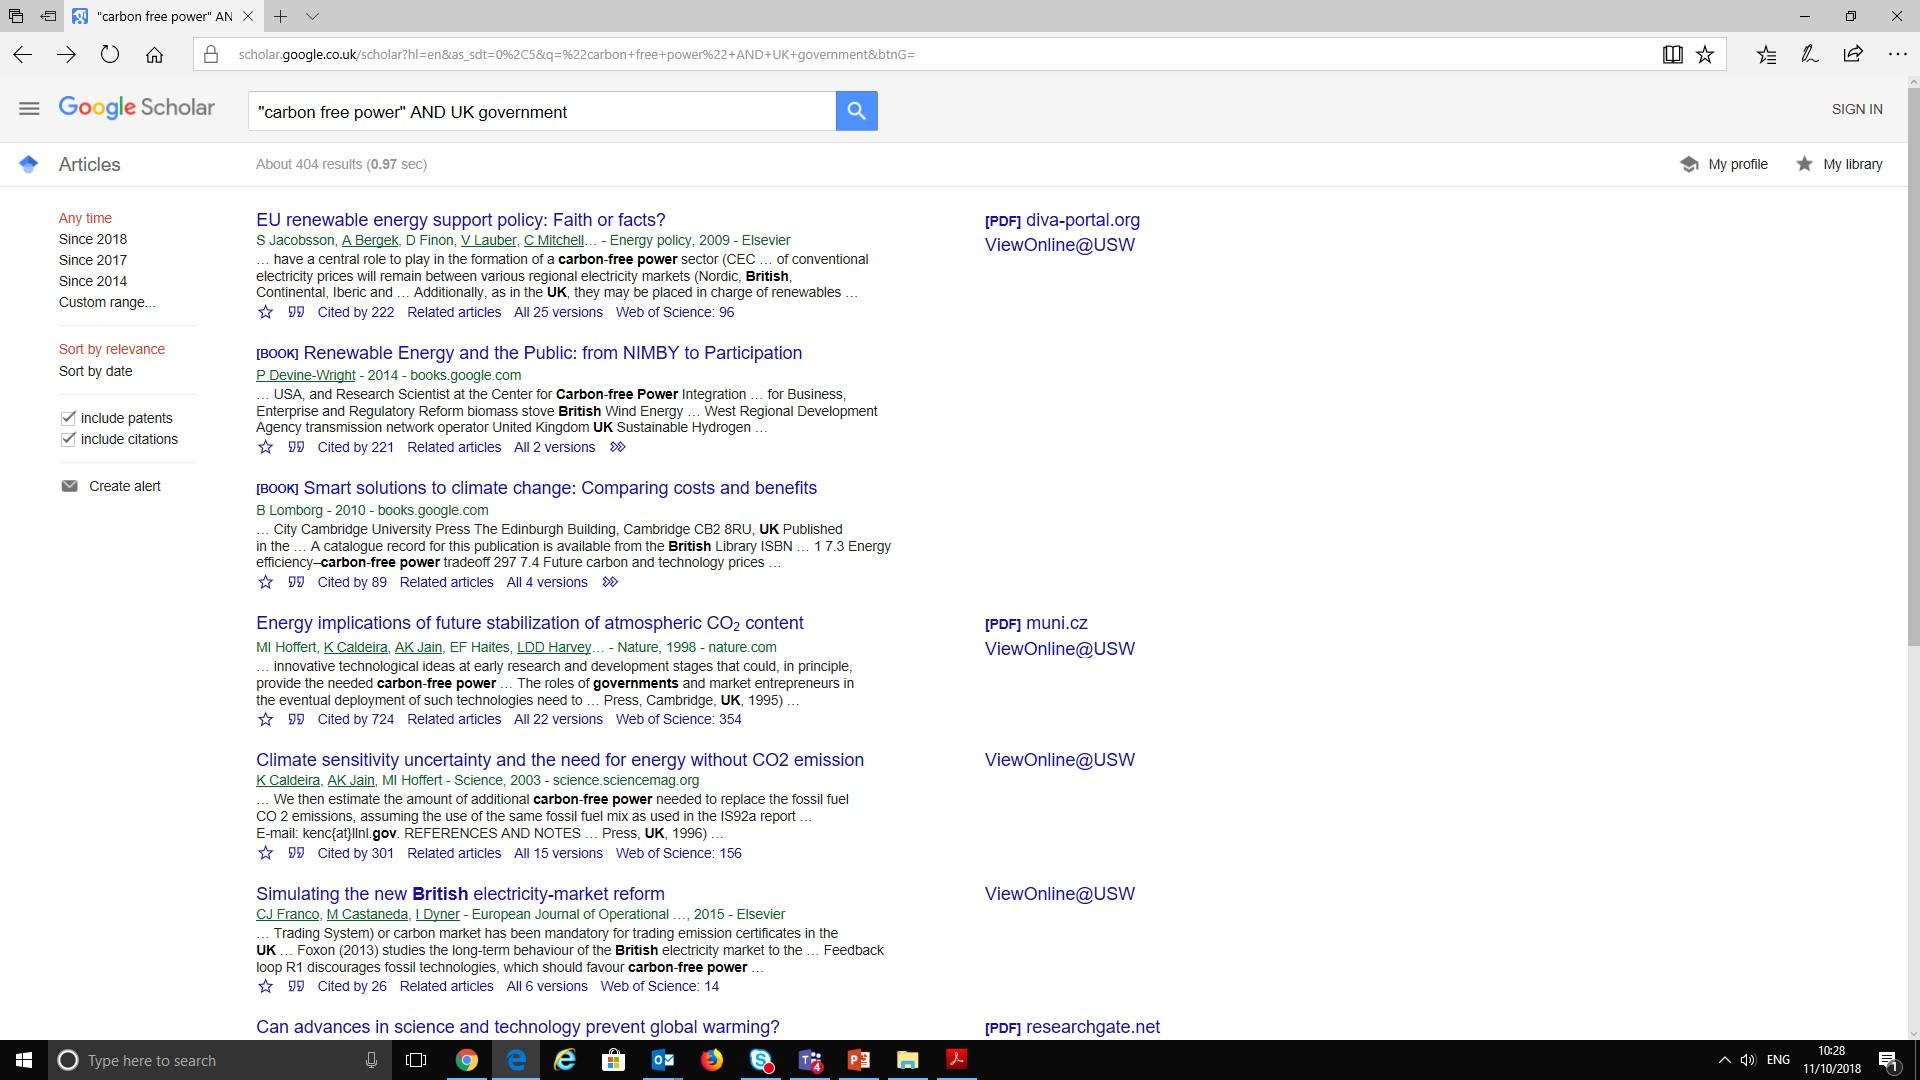 "carbon free power" AN
scholar.google.co.uk/scholar?hl=en&as_sdt=0%2C5&q=%22carbon+free+power%22+AND+UK+government&btnG=
Google Scholar
"carbon free power" AND UK government
SIGN IN
Articles
About 404 results (0.97 sec)
My profile
My library
Any time
Since 2018
Since 2017
Since 2014
Custom range...
Sort by relevance
Sort by date
include patents
include citations
Create alert
EU renewable energy support policy: Faith or facts?
S Jacobsson, A Bergek, D Finon, V Lauber, C Mitchell… - Energy policy, 2009 - Elsevier
… have a central role to play in the formation of a carbon-free power sector (CEC … of conventional
electricity prices will remain between various regional electricity markets (Nordic, British,
Continental, Iberic and … Additionally, as in the UK, they may be placed in charge of renewables …
Cited by 222 Related articles All 25 versions Web of Science: 96
[PDF] diva-portal.org
ViewOnline@USW
[BOOK] Renewable Energy and the Public: from NIMBY to Participation
P Devine-Wright - 2014 - books.google.com
… USA, and Research Scientist at the Center for Carbon-free Power Integration … for Business,
Enterprise and Regulatory Reform biomass stove British Wind Energy … West Regional Development
Agency transmission network operator United Kingdom UK Sustainable Hydrogen …
Cited by 221 Related articles All 2 versions
[BOOK] Smart solutions to climate change: Comparing costs and benefits
B Lomborg - 2010 - books.google.com
… City Cambridge University Press The Edinburgh Building, Cambridge CB2 8RU, UK Published
in the … A catalogue record for this publication is available from the British Library ISBN … 1 7.3 Energy
efficiency–carbon-free power tradeoff 297 7.4 Future carbon and technology prices …
Cited by 89 Related articles All 4 versions
Energy implications of future stabilization of atmospheric CO₂ content
MI Hoffert, K Caldeira, AK Jain, EF Haites, LDD Harvey… - Nature, 1998 - nature.com
… innovative technological ideas at early research and development stages that could, in principle,
provide the needed carbon-free power … The roles of governments and market entrepreneurs in
the eventual deployment of such technologies need to … Press, Cambridge, UK, 1995) …
Cited by 724 Related articles All 22 versions Web of Science: 354
[PDF] muni.cz
ViewOnline@USW
Climate sensitivity uncertainty and the need for energy without CO2 emission
K Caldeira, AK Jain, MI Hoffert - Science, 2003 - science.sciencemag.org
… We then estimate the amount of additional carbon-free power needed to replace the fossil fuel
CO 2 emissions, assuming the use of the same fossil fuel mix as used in the IS92a report …
E-mail: kenc{at}llnl.gov. REFERENCES AND NOTES … Press, UK, 1996) …
Cited by 301 Related articles All 15 versions Web of Science: 156
ViewOnline@USW
Simulating the new British electricity-market reform
CJ Franco, M Castaneda, I Dyner - European Journal of Operational …, 2015 - Elsevier
… Trading System) or carbon market has been mandatory for trading emission certificates in the
UK … Foxon (2013) studies the long-term behaviour of the British electricity market to the … Feedback
loop R1 discourages fossil technologies, which should favour carbon-free power …
Cited by 26 Related articles All 6 versions Web of Science: 14
ViewOnline@USW
Can advances in science and technology prevent global warming?
[PDF] researchgate.net
Type here to search
4
ENG
10:28
11/10/2018
1